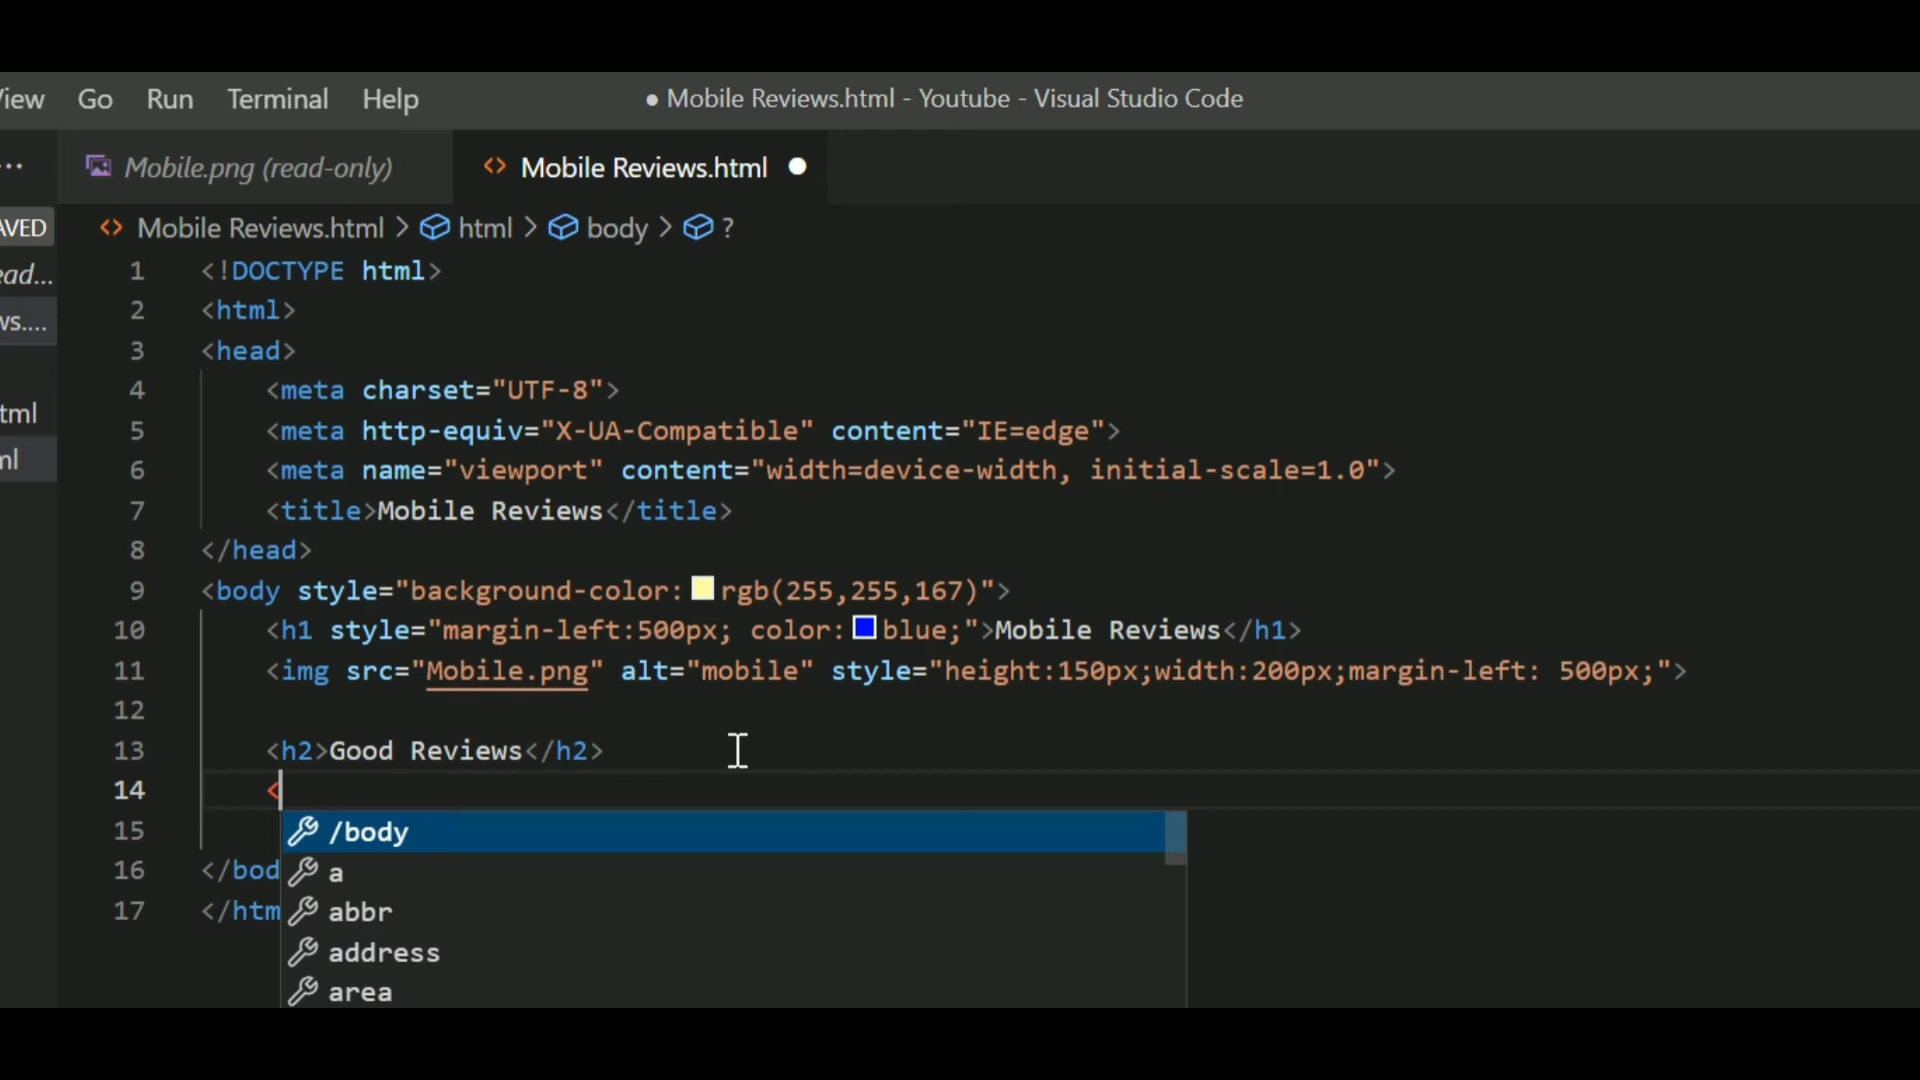 View Go Run Terminal Help ● Mobile Reviews.html - Youtube - Visual Studio Code
... Mobile.png (read-only) <> Mobile Reviews.html ●
<> Mobile Reviews.html > html > body > ?
1 <!DOCTYPE html>
2 <html>
3 <head>
4 <meta charset="UTF-8">
5 <meta http-equiv="X-UA-Compatible" content="IE=edge">
6 <meta name="viewport" content="width=device-width, initial-scale=1.0">
7 <title>Mobile Reviews</title>
8 </head>
9 <body style="background-color: rgb(255,255,167)">
10 <h1 style="margin-left:500px; color: blue;">Mobile Reviews</h1>
11 <img src="Mobile.png" alt="mobile" style="height:150px;width:200px;margin-left: 500px;">
12
13 <h2>Good Reviews</h2>
14 <
/body
15
16 </bod
a
17 </htm
abbr
address
area